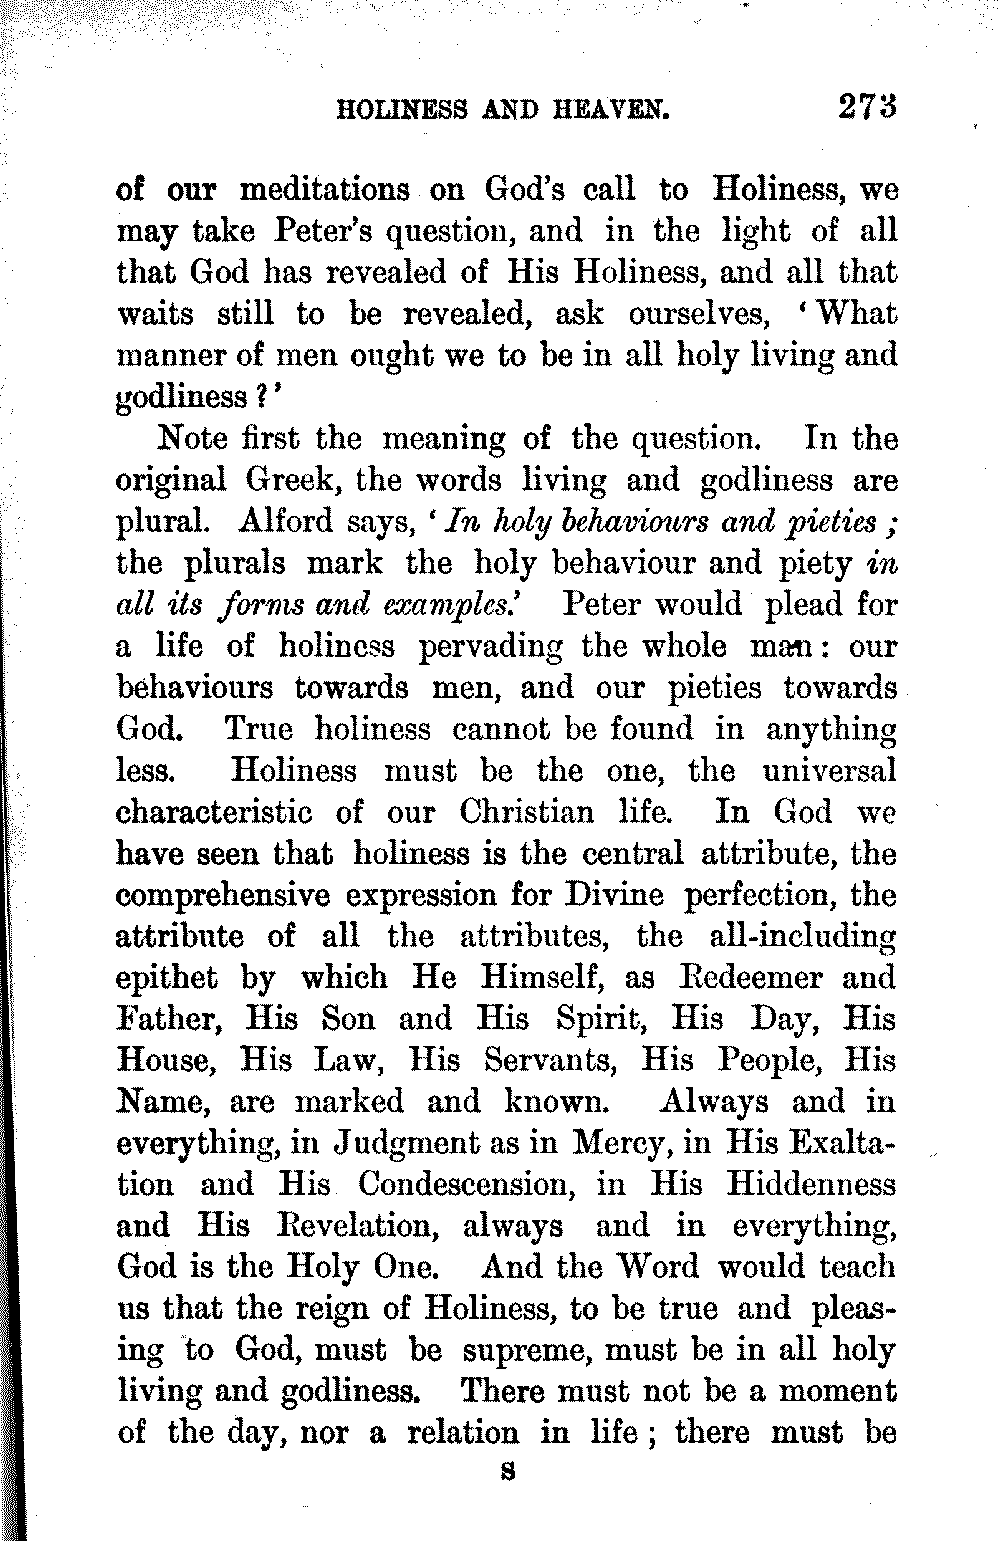 HOLINESS AND HEAVEN. 273
of our meditations on God's call to Holiness, we
may take Peter's question, and in the light of all
that God has revealed of His Holiness, and all that
waits still to be revealed, ask ourselves, ‘What
manner of men ought we to be in all holy living and
godliness?’
Note first the meaning of the question. In the
original Greek, the words living and godliness are
plural. Alford says, ‘In holy behaviours and pieties;
the plurals mark the holy behaviour and piety in
all its forms and examples.’ Peter would plead for
a life of holiness pervading the whole man: our
behaviours towards men, and our pieties towards
God. True holiness cannot be found in anything
less. Holiness must be the one, the universal
characteristic of our Christian life. In God we
have seen that holiness is the central attribute, the
comprehensive expression for Divine perfection, the
attribute of all the attributes, the all-including
epithet by which He Himself, as Redeemer and
Father, His Son and His Spirit, His Day, His
House, His Law, His Servants, His People, His
Name, are marked and known. Always and in
everything, in Judgment as in Mercy, in His Exalta-
tion and His Condescension, in His Hiddenness
and His Revelation, always and in everything,
God is the Holy One. And the Word would teach
us that the reign of Holiness, to be true and pleas-
ing to God, must be supreme, must be in all holy
living and godliness. There must not be a moment
of the day, nor a relation in life; there must be
S